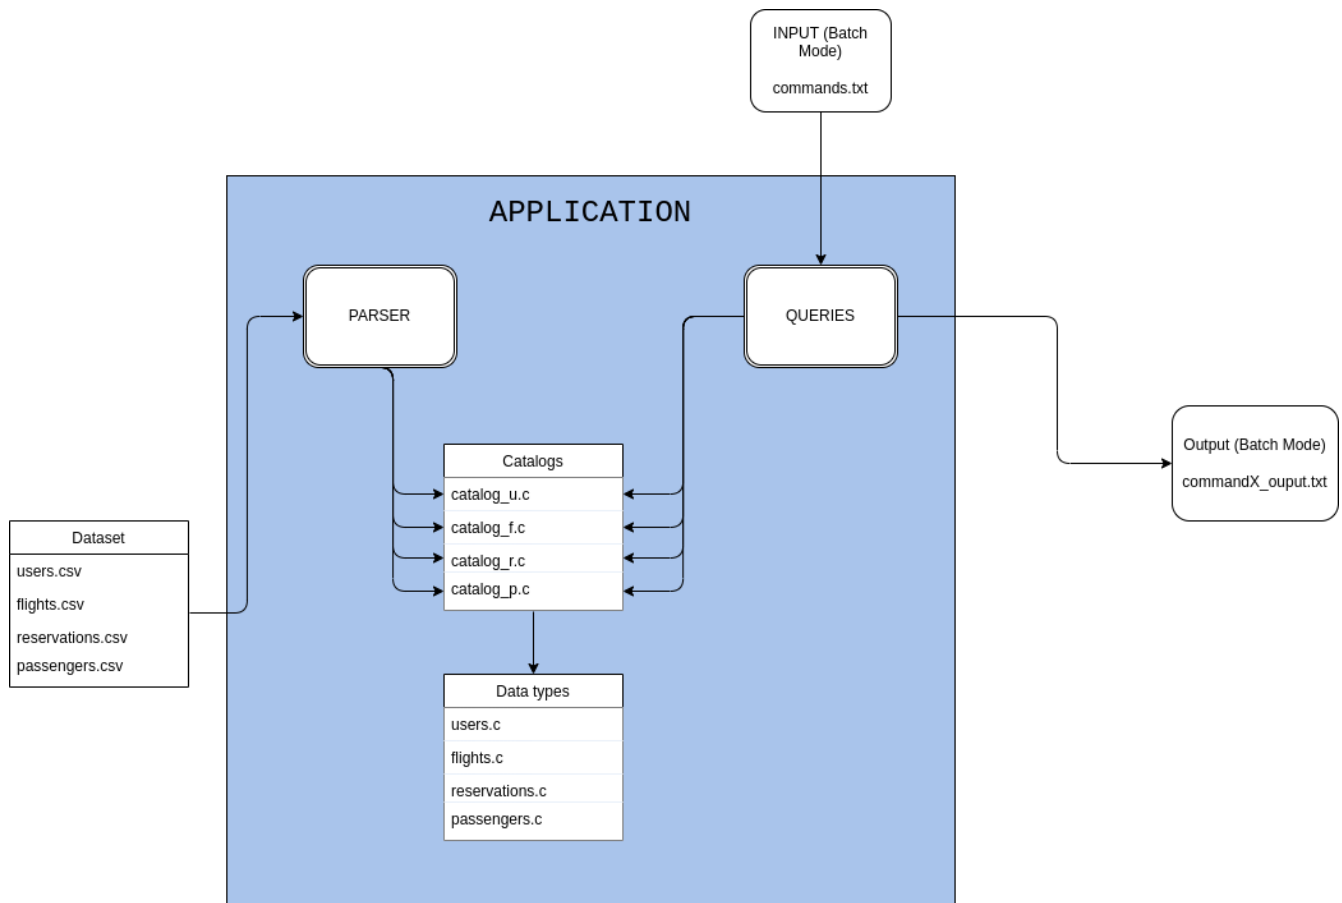 INPUT (Batch
Mode)
commands.txt
APPLICATION
PARSER
QUERIES
Catalogs
catalog_u.c
catalog_f.c
catalog_r.c
catalog_p.c
Output (Batch Mode)
commandX_ouput.txt
Dataset
users.csv
flights.csv
reservations.csv
passengers.csv
Data types
users.c
flights.c
reservations.c
passengers.c